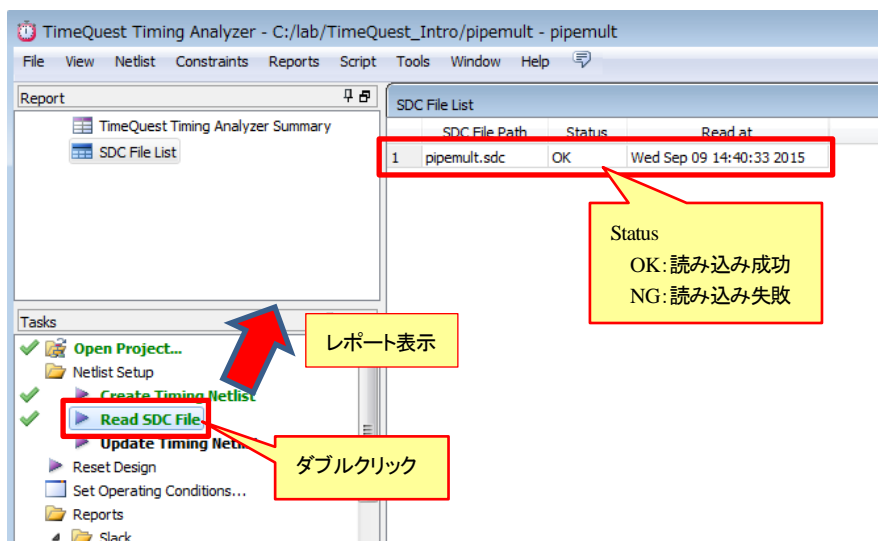 TimeQuest Timing Analyzer - C:/lab/TimeQuest_Intro/pipemult - pipemult
File View Netlist Constraints Reports Script Tools Window Help
Report
TimeQuest Timing Analyzer Summary
SDC File List
SDC File List
SDC File Path Status Read at
1 pipemult.sdc OK Wed Sep 09 14:40:33 2015
Status
OK:読み込み成功
NG:読み込み失敗
レポート表示
Tasks
Open Project...
Netlist Setup
Create Timing Netlist
Read SDC File
Update Timing Netlist
ダブルクリック
Reset Design
Set Operating Conditions...
Reports
Slack